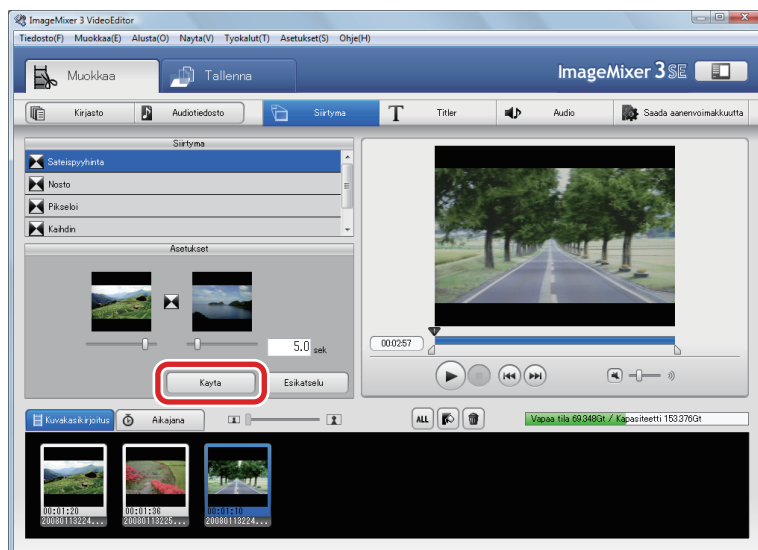 ImageMixer 3 VideoEditor
Tiedosto(F) Muokkaa(E) Alusta(O) Nayta(V) Tyokalut(T) Asetukset(S) Ohje(H)
Muokkaa Tallenna ImageMixer 3 SE
Kirjasto Audiotiedosto Siirtyma T Titler Audio Saada aanenvoimakkuutta
Siirtyma
Sateispyyhinta
Nosto
Pikseloi
Kaihdin
Asetukset
5.0 sek
00:02:57
Kayta Esikatselu
Kuvakasikirjoitus Aikajana ALL Vapaa tila 69.348Gt / Kapasiteetti 153.376Gt
00:01:20 00:01:36 00:01:10
20080113224... 20080113225... 20080113224...